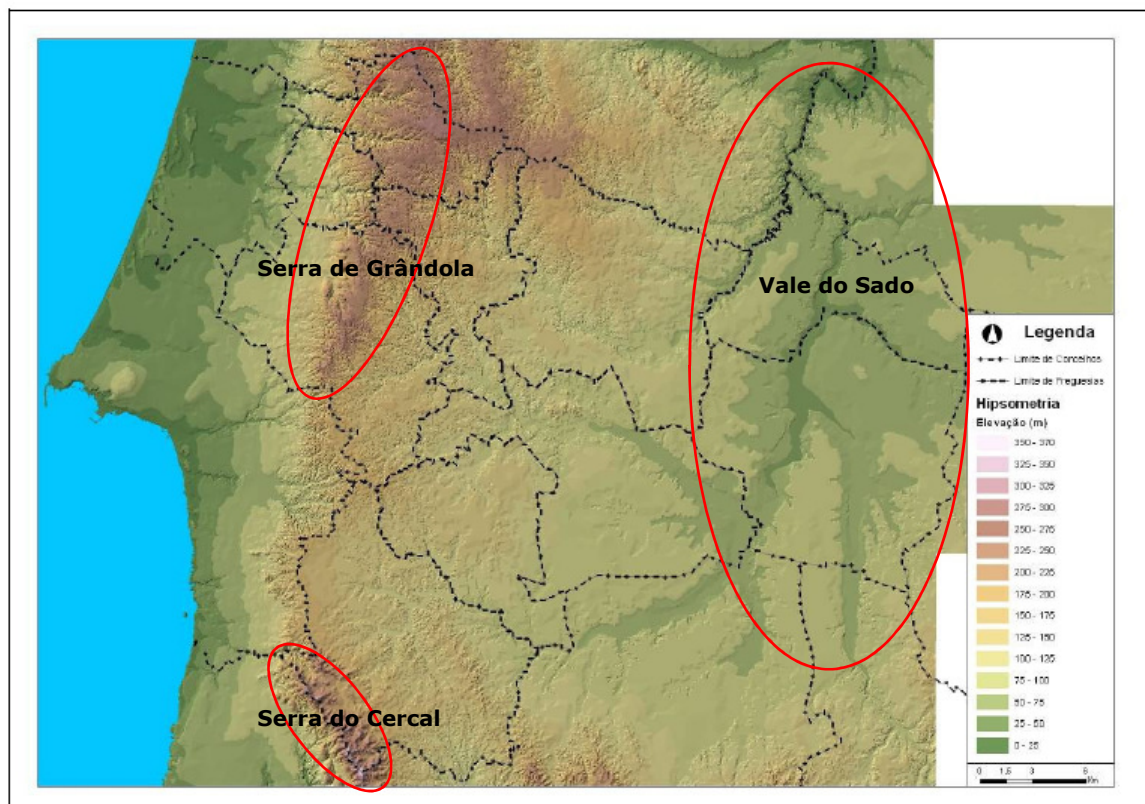 Serra de Grândola
Vale do Sado
Serra do Cercal
Legenda
Limite de Concelhos
Limite de Freguesias
Hipsometria
Elevação (m)
350 - 370
325 - 350
300 - 325
275 - 300
250 - 275
225 - 250
200 - 225
175 - 200
150 - 175
125 - 150
100 - 125
75 - 100
50 - 75
25 - 50
0 - 25
0 1,5 3 6
Km